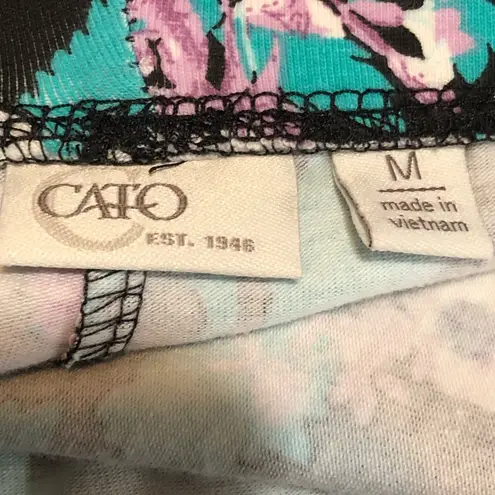 CATO
EST. 1946
M
made in
vietnam